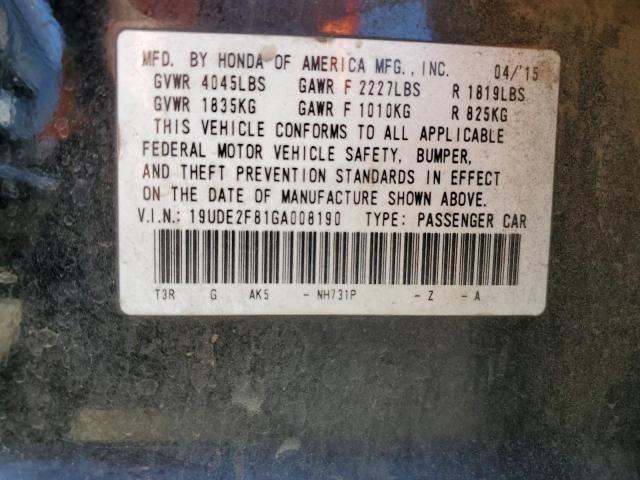 MFD. BY HONDA OF AMERICA MFG., INC. 04/'15
GVWR 4045LBS GAWR F 2227LBS R 1819LBS
GVWR 1835KG GAWR F 1010KG R 825KG
THIS VEHICLE CONFORMS TO ALL APPLICABLE
FEDERAL MOTOR VEHICLE SAFETY, BUMPER,
AND THEFT PREVENTION STANDARDS IN EFFECT
ON THE DATE OF MANUFACTURE SHOWN ABOVE.
V.I.N.: 19UDE2F81GA008190 TYPE: PASSENGER CAR
T3R G AK5 - NH731P - Z - A